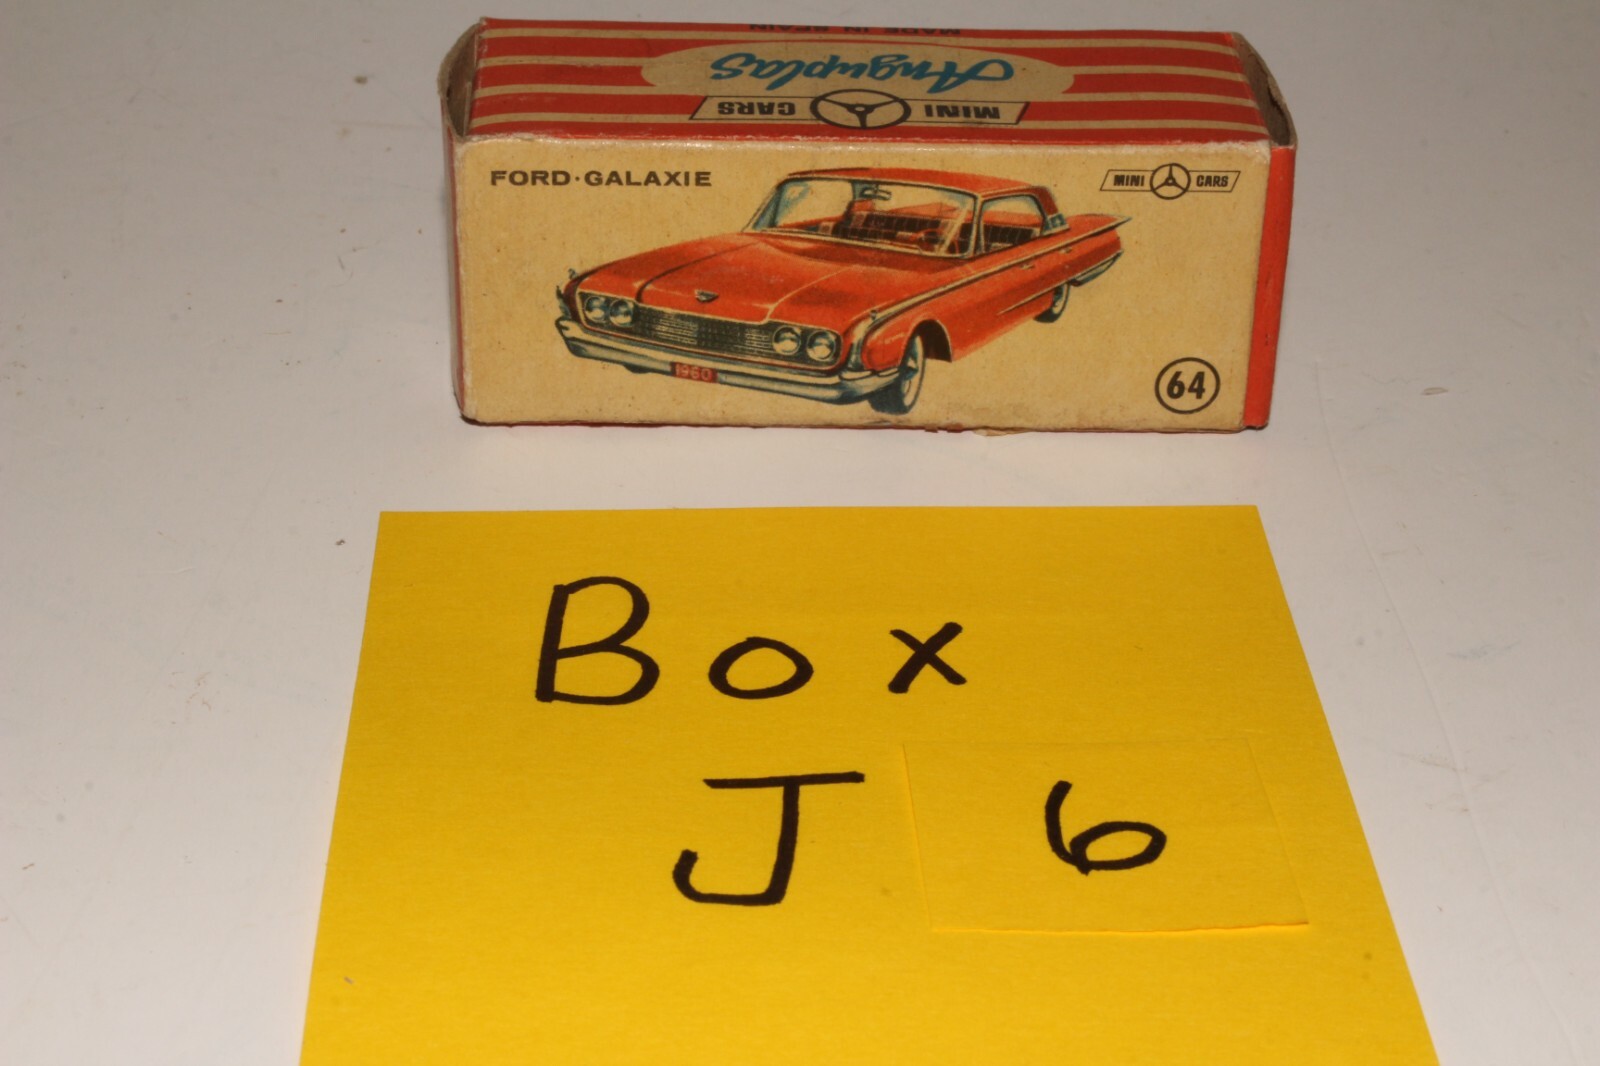 MADE IN SPAIN
Anguplas
MINI CARS
FORD·GALAXIE
MINI CARS
1960
64
Box
J 6